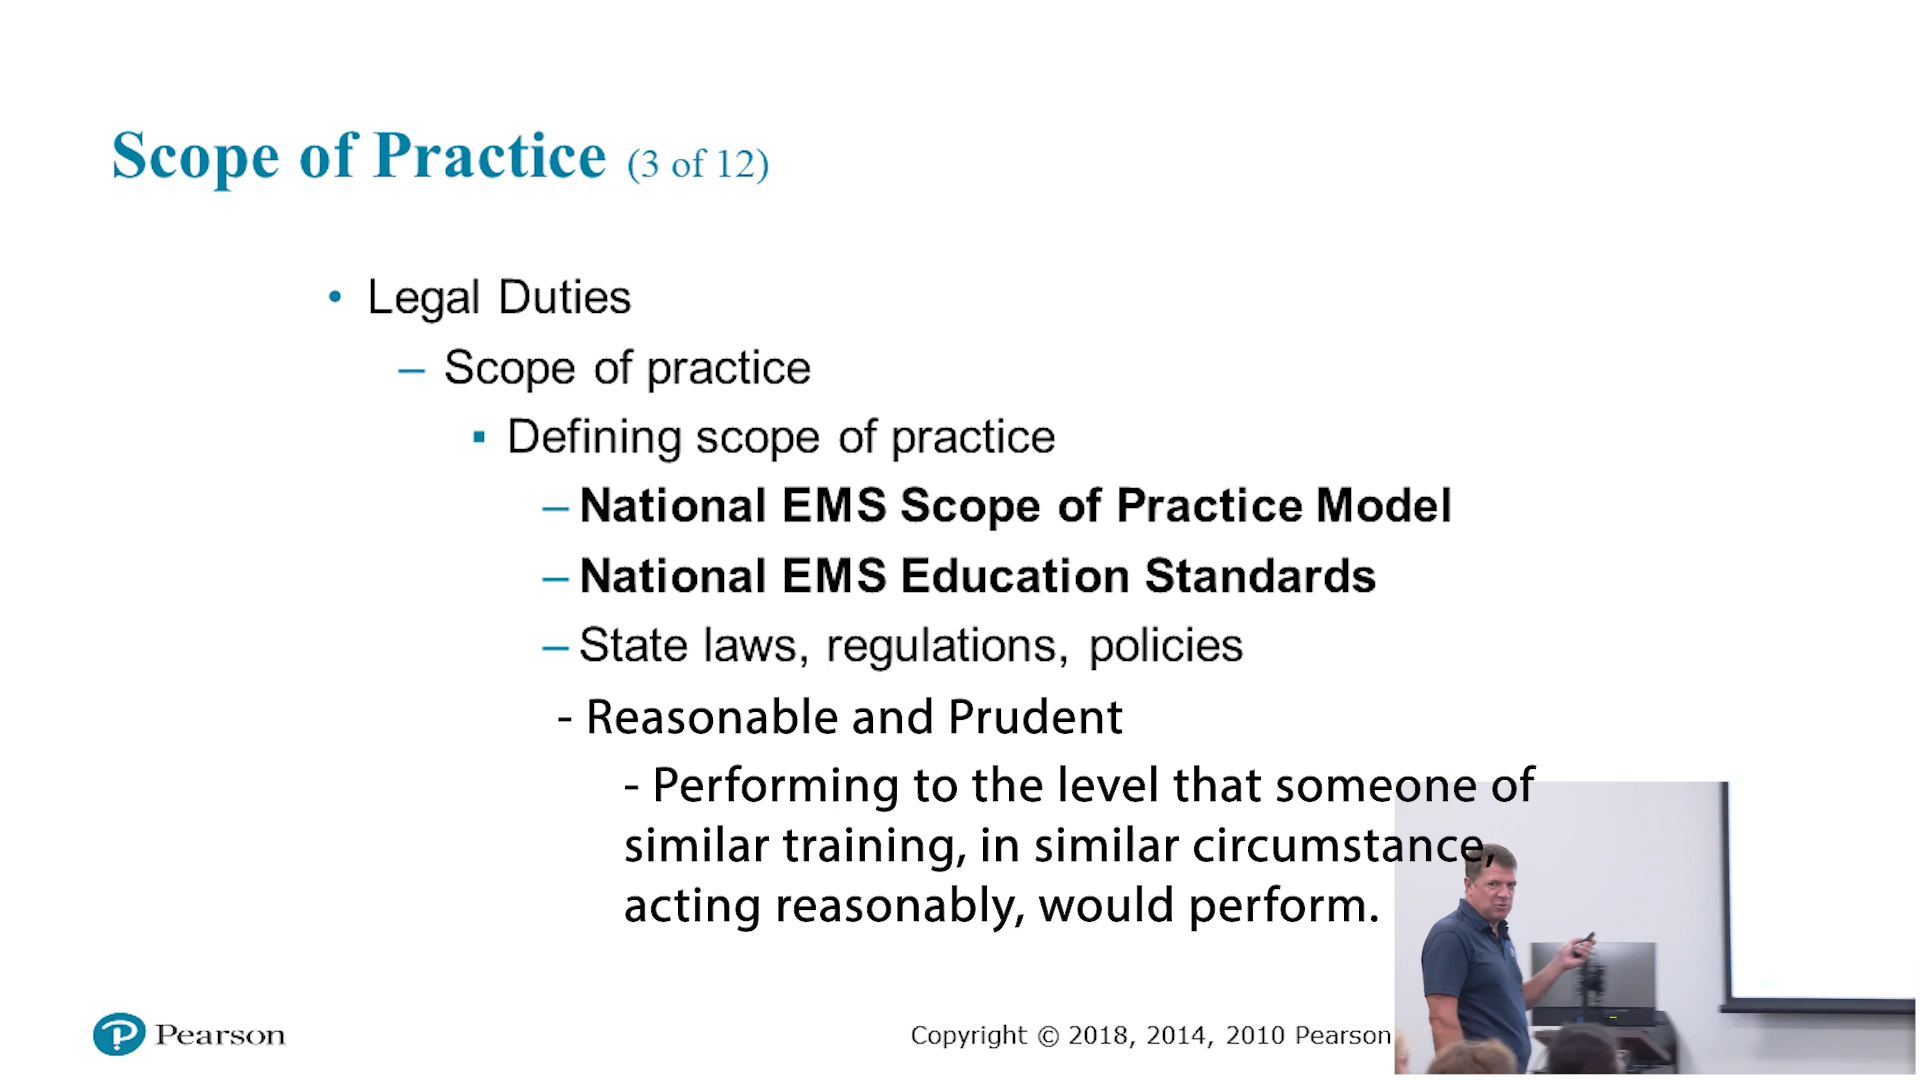 Scope of Practice (3 of 12)
• Legal Duties
– Scope of practice
▪ Defining scope of practice
– National EMS Scope of Practice Model
– National EMS Education Standards
– State laws, regulations, policies
- Reasonable and Prudent
- Performing to the level that someone of
similar training, in similar circumstance,
acting reasonably, would perform.
Pearson
Copyright © 2018, 2014, 2010 Pearson